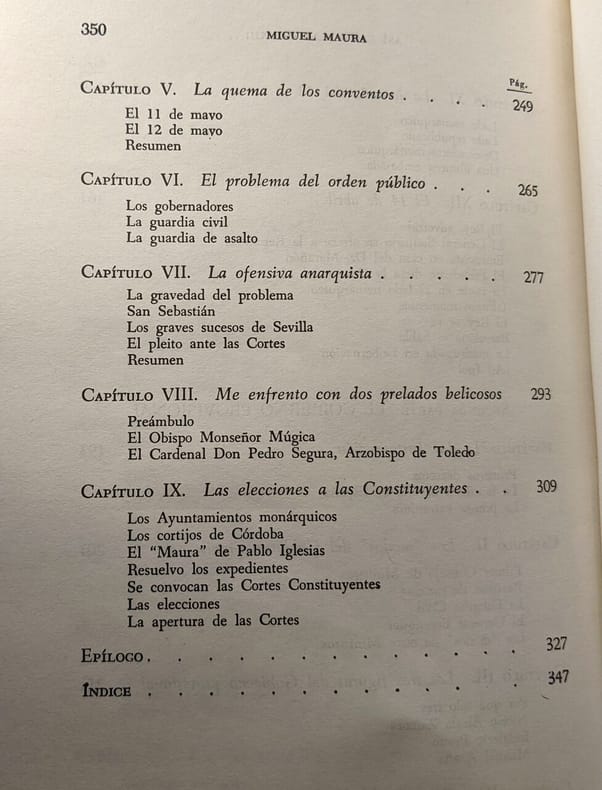 350
MIGUEL MAURA
Pág.
CAPÍTULO V. La quema de los conventos . . . . 249
El 11 de mayo
El 12 de mayo
Resumen
CAPÍTULO VI. El problema del orden público . . . 265
Los gobernadores
La guardia civil
La guardia de asalto
CAPÍTULO VII. La ofensiva anarquista . . . . . 277
La gravedad del problema
San Sebastián
Los graves sucesos de Sevilla
El pleito ante las Cortes
Resumen
CAPÍTULO VIII. Me enfrento con dos prelados belicosos 293
Preámbulo
El Obispo Monseñor Múgica
El Cardenal Don Pedro Segura, Arzobispo de Toledo
CAPÍTULO IX. Las elecciones a las Constituyentes . . 309
Los Ayuntamientos monárquicos
Los cortijos de Córdoba
El "Maura" de Pablo Iglesias
Resuelvo los expedientes
Se convocan las Cortes Constituyentes
Las elecciones
La apertura de las Cortes
EPÍLOGO . . . . . . . . . . . . . 327
ÍNDICE . . . . . . . . . . . . . 347